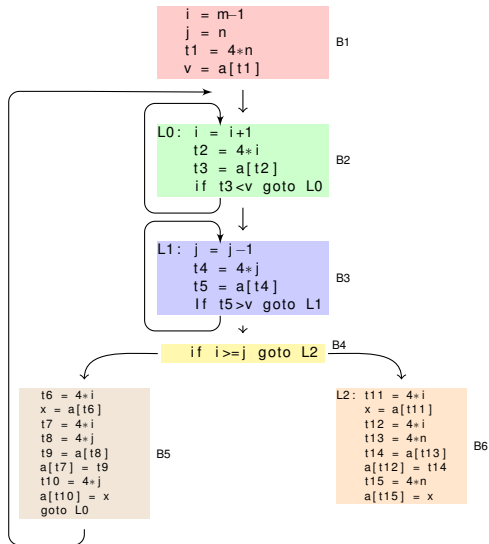 i = m-1
j = n
t1 = 4*n
v = a[t1]
B1
L0: i = i+1
t2 = 4*i
t3 = a[t2]
if t3<v goto L0
B2
L1: j = j-1
t4 = 4*j
t5 = a[t4]
If t5>v goto L1
B3
if i>=j goto L2
B4
t6 = 4*i
x = a[t6]
t7 = 4*i
t8 = 4*j
t9 = a[t8]
a[t7] = t9
t10 = 4*j
a[t10] = x
goto L0
B5
L2: t11 = 4*i
x = a[t11]
t12 = 4*i
t13 = 4*n
t14 = a[t13]
a[t12] = t14
t15 = 4*n
a[t15] = x
B6